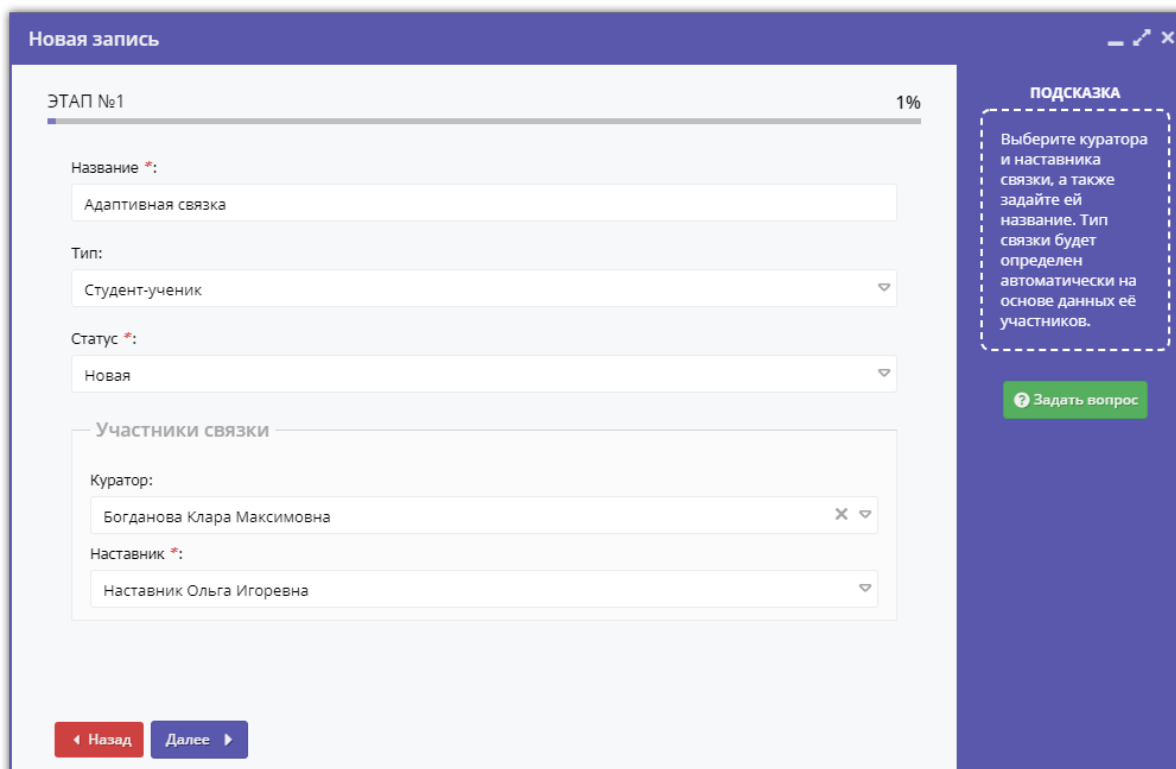 Новая запись
ЭТАП №1
1%
Название *:
Адаптивная связка
Тип:
Студент-ученик
Статус *:
Новая
Участники связки
Куратор:
Богданова Клара Максимовна
Наставник *:
Наставник Ольга Игоревна
Назад
Далее
ПОДСКАЗКА
Выберите куратора
и наставника
связки, а также
задайте ей
название. Тип
связки будет
определен
автоматически на
основе данных её
участников.
Задать вопрос